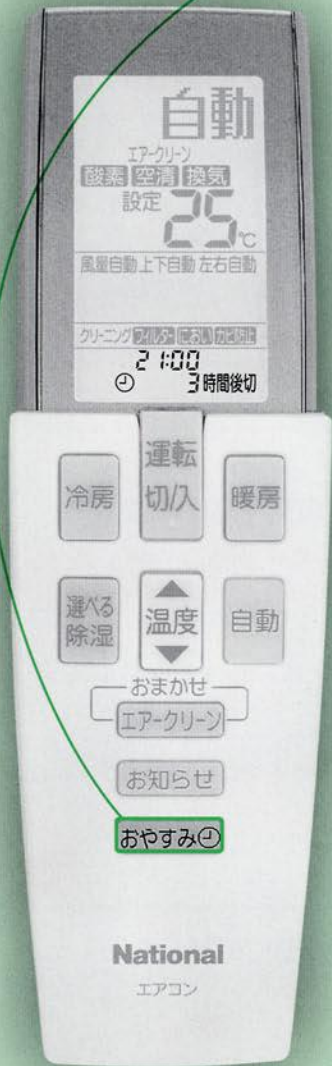 自動
エアークリーン
酸素 空清 換気
設定 25℃
風量自動 上下自動 左右自動
クリーニング フィルター におい カビ防止
21:00
3時間後切
冷房 運転切/入 暖房
選べる除湿 ▲温度▼ 自動
おまかせ
エアークリーン
お知らせ
おやすみ
National
エアコン